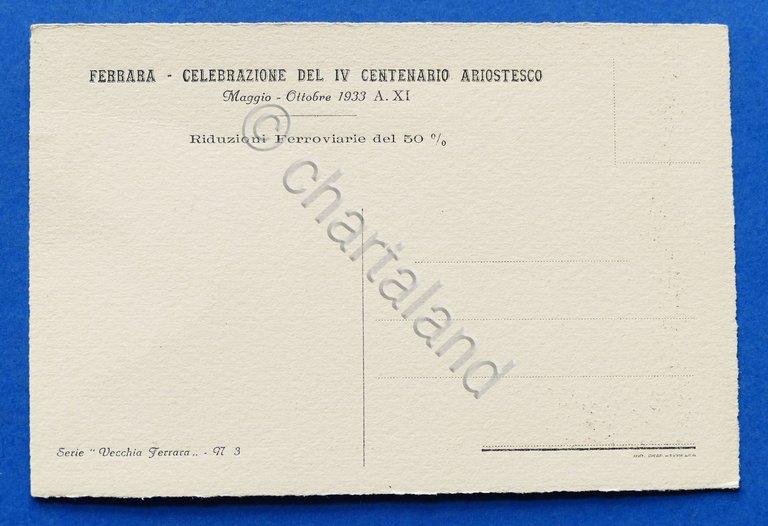 FERRARA - CELEBRAZIONE DEL IV CENTENARIO ARIOSTESCO
Maggio - Ottobre 1933 A. XI
Riduzioni Ferroviarie del 50 %
© chartaland
Serie " Vecchia Ferrara „ - N 3